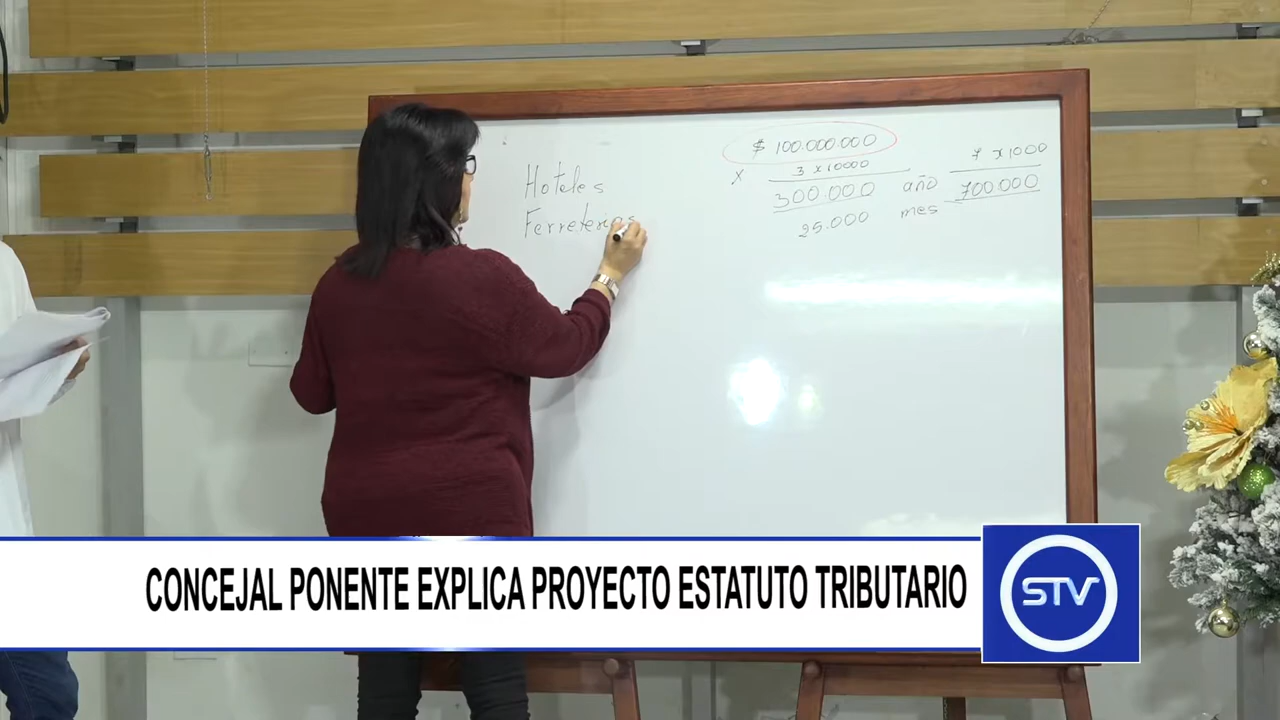 Hoteles
Ferreterias
$ 100.000.000
X 3 x 10000
300.000 año
25.000 mes
7 x 1000
700.000
CONCEJAL PONENTE EXPLICA PROYECTO ESTATUTO TRIBUTARIO
STV